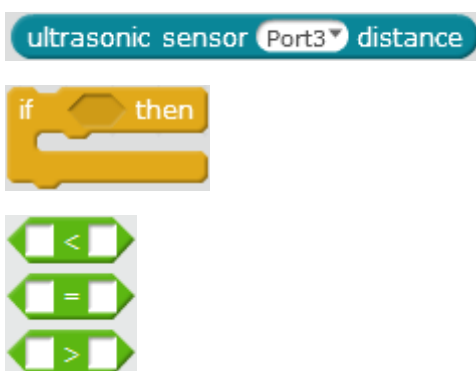 ultrasonic sensor Port3 distance
if then
<
=
>